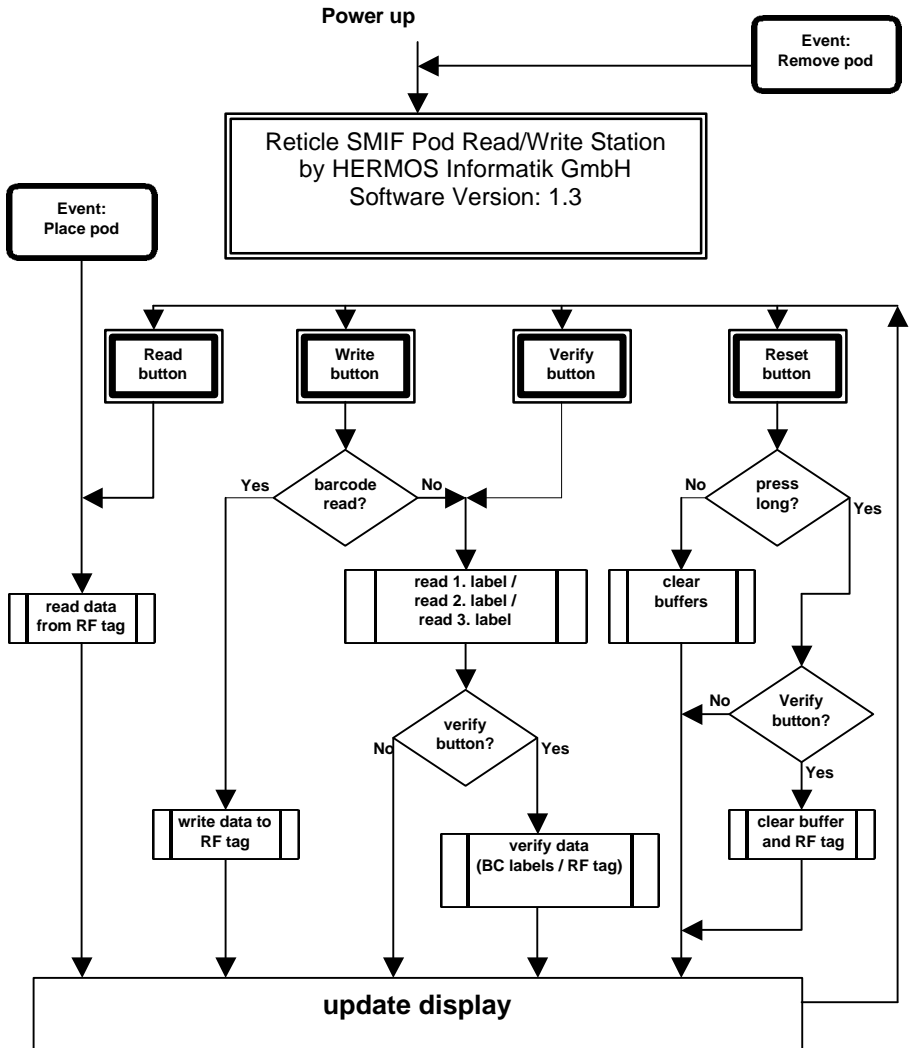 Power up
Event:
Remove pod
Reticle SMIF Pod Read/Write Station
by HERMOS Informatik GmbH
Software Version: 1.3
Event:
Place pod
Read
button
Write
button
Verify
button
Reset
button
Yes
barcode
read?
No
No
press
long?
Yes
read data
from RF tag
read 1. label /
read 2. label /
read 3. label
clear
buffers
No
Verify
button?
Yes
No
verify
button?
Yes
write data to
RF tag
verify data
(BC labels / RF tag)
clear buffer
and RF tag
update display